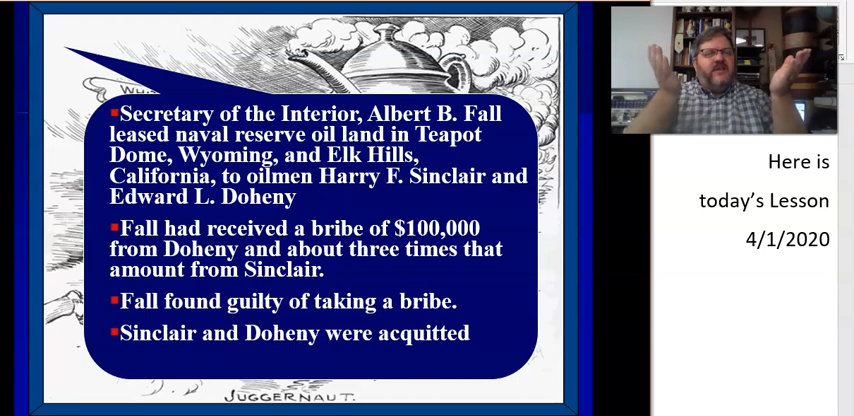 WHI
▪Secretary of the Interior, Albert B. Fall
leased naval reserve oil land in Teapot
Dome, Wyoming, and Elk Hills,
California, to oilmen Harry F. Sinclair and
Edward L. Doheny
▪Fall had received a bribe of $100,000
from Doheny and about three times that
amount from Sinclair.
▪Fall found guilty of taking a bribe.
▪Sinclair and Doheny were acquitted
JUGGERNAUT.
Here is
today’s Lesson
4/1/2020